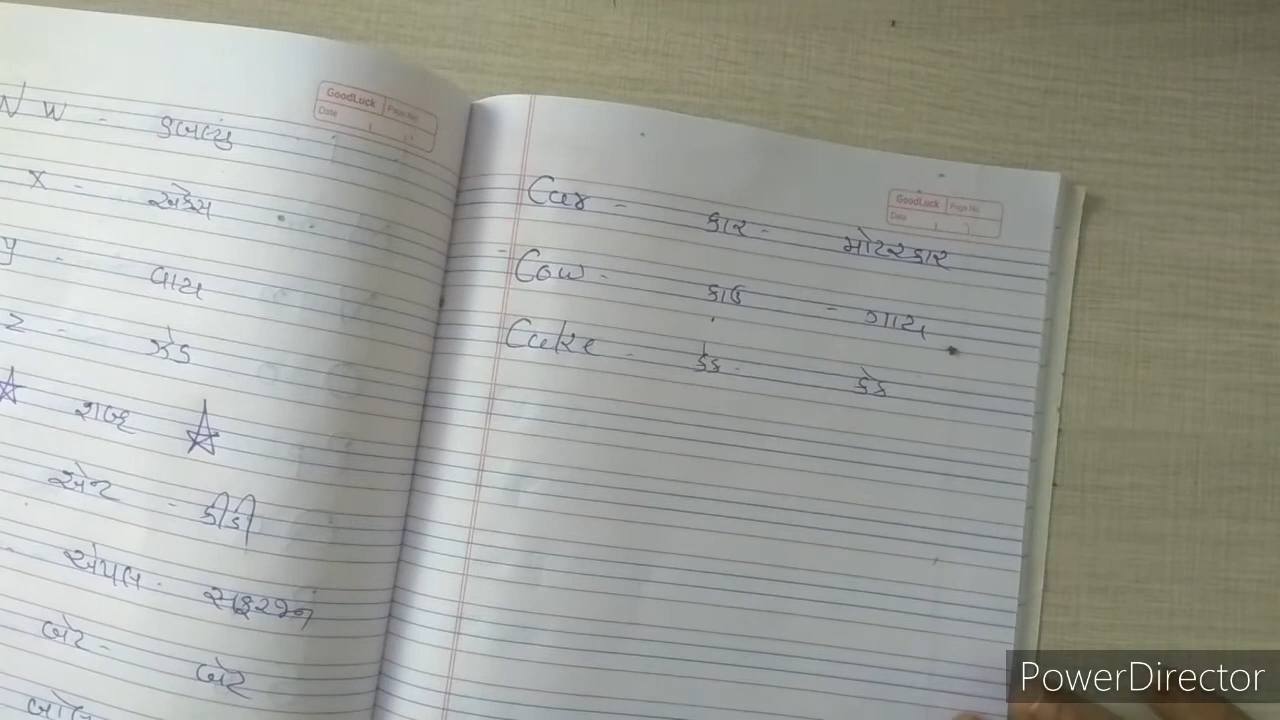 GoodLuck Page No.
Date
W w - ડબલ્યુ
x - એક્ષ
y - વાય
z - ઝેડ
શબ્દ
એન્ટ - કીડી
- એપલ - સફરજન
બેટ - બેટ
GoodLuck Page No.
Date
Car - કાર - મોટરકાર
Cow - કાઉ - ગાય
Cake - કેક - કેક
PowerDirector